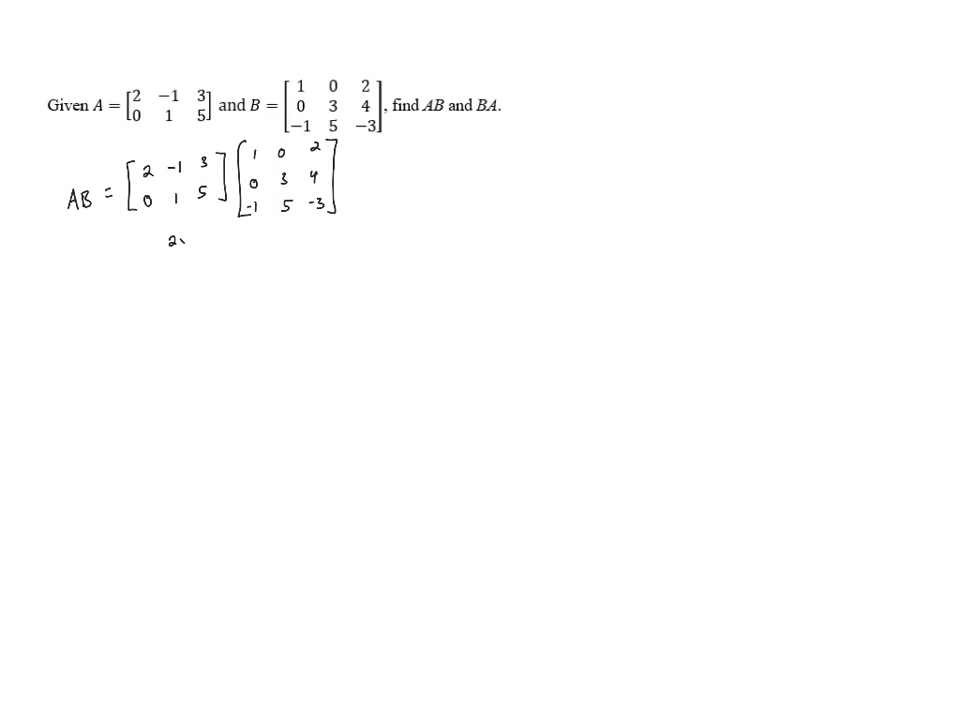 Given A = [2 −1 3; 0 1 5] and B = [1 0 2; 0 3 4; −1 5 −3], find AB and BA.
AB = [2 -1 3; 0 1 5] [1 0 2; 0 3 4; -1 5 -3]
2